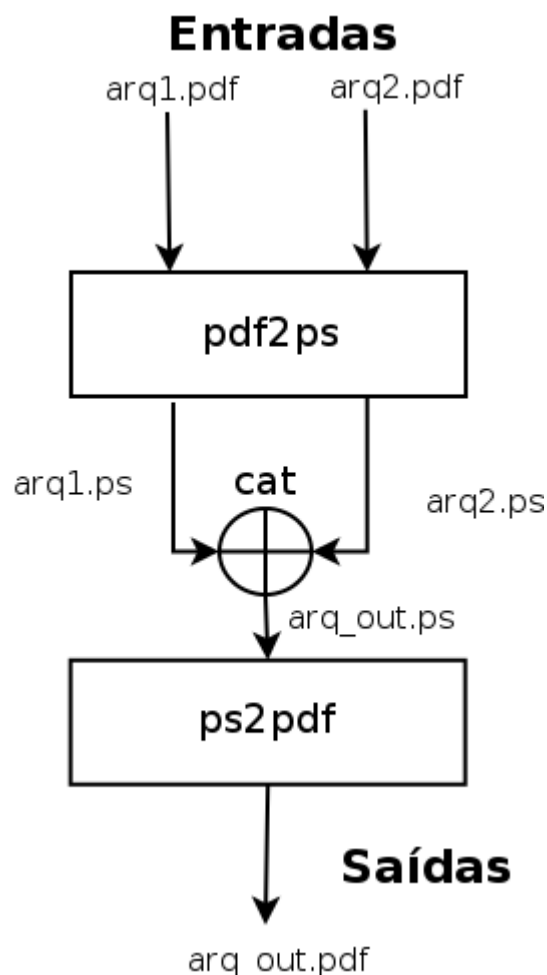 Entradas
arq1.pdf arq2.pdf
pdf2ps
arq1.ps cat arq2.ps
arq_out.ps
ps2pdf
Saídas
arq_out.pdf